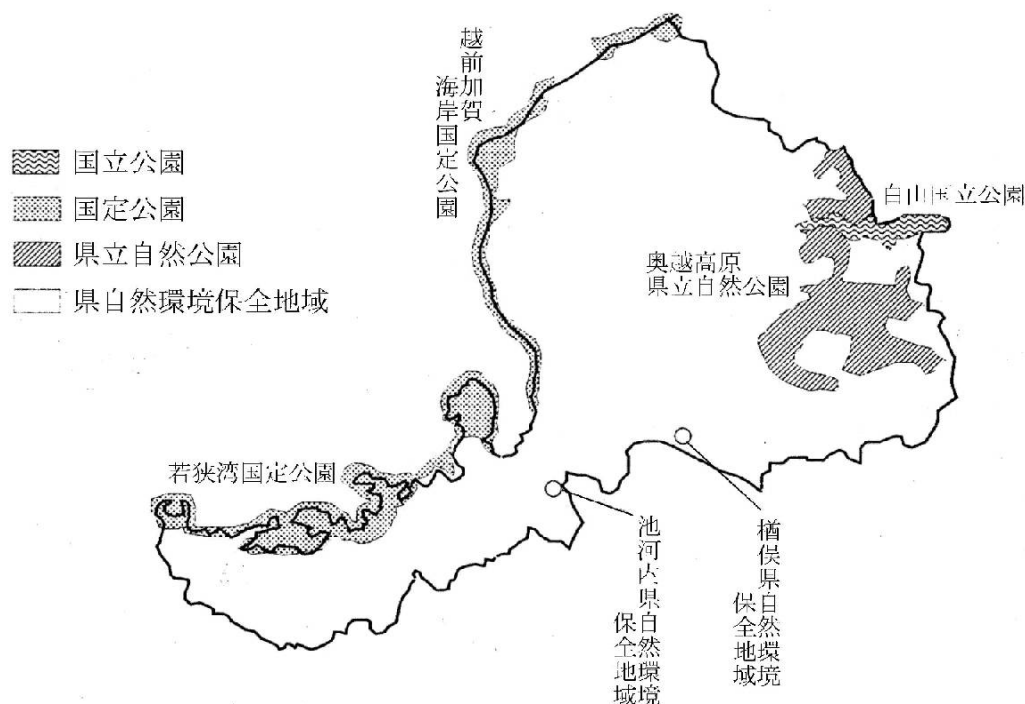 国立公園
国定公園
県立自然公園
県自然環境保全地域
越前加賀
海岸国定公園
白山国立公園
奥越高原
県立自然公園
若狭湾国定公園
池河内県自然環境
保全地域
楢俣県自然環境
保全地域